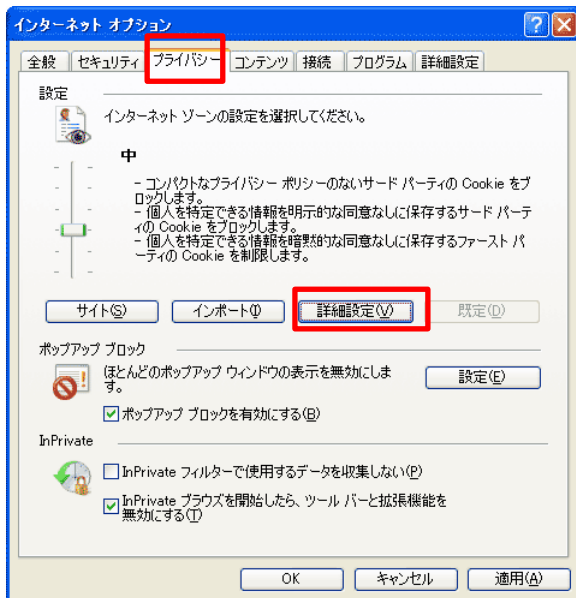 インターネット オプション
全般 セキュリティ プライバシー コンテンツ 接続 プログラム 詳細設定
設定
インターネット ゾーンの設定を選択してください。
中
- コンパクトなプライバシー ポリシーのないサード パーティの Cookie をブ
ロックします。
- 個人を特定できる情報を明示的な同意なしに保存するサード パーテ
ィの Cookie をブロックします。
- 個人を特定できる情報を暗黙的な同意なしに保存するファースト パ
ーティの Cookie を制限します。
サイト(S) インポート(I) 詳細設定(V) 既定(D)
ポップアップ ブロック
ほとんどのポップアップ ウィンドウの表示を無効にしま
す。
設定(E)
ポップアップ ブロックを有効にする(B)
InPrivate
InPrivate フィルターで使用するデータを収集しない(P)
InPrivate ブラウズを開始したら、ツール バーと拡張機能を
無効にする(T)
OK キャンセル 適用(A)